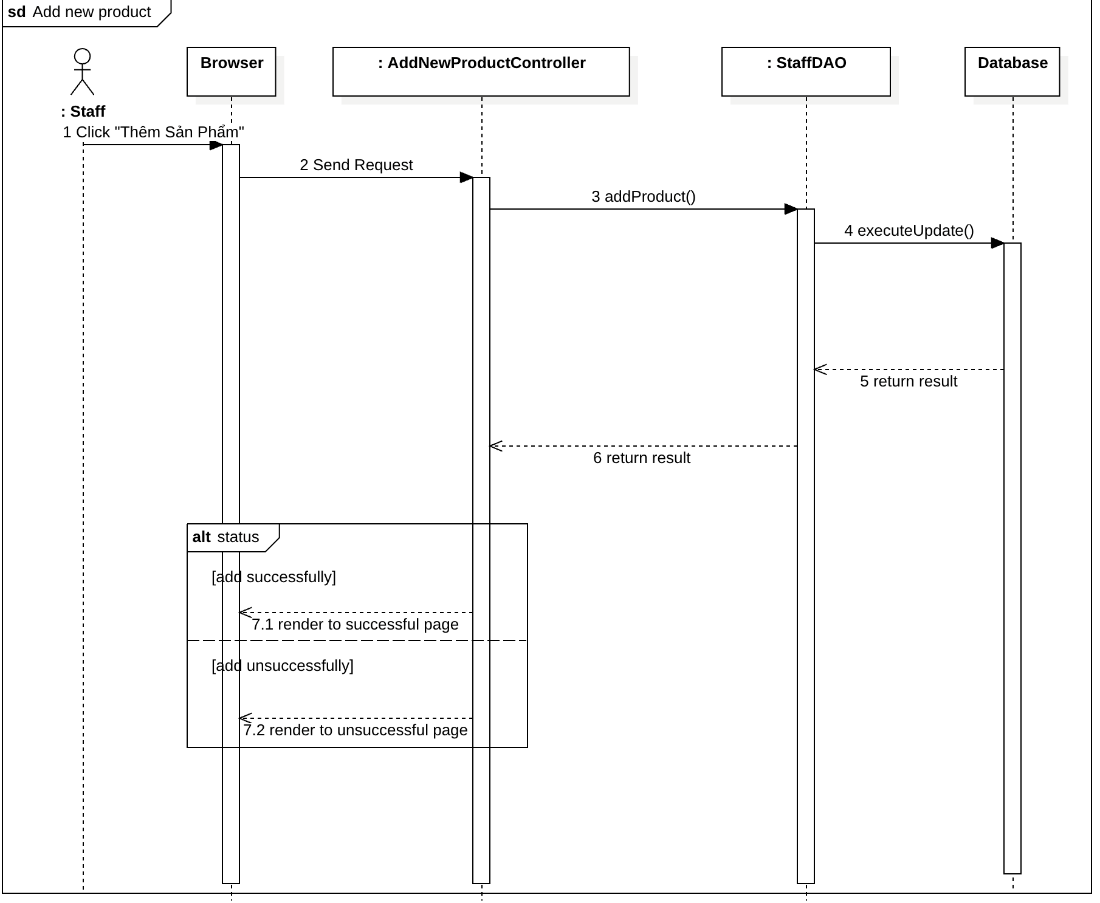 sd Add new product
Browser
: AddNewProductController
: StaffDAO
Database
: Staff
1 Click "Thêm Sản Phẩm"
2 Send Request
3 addProduct()
4 executeUpdate()
5 return result
6 return result
alt status
[add successfully]
7.1 render to successful page
[add unsuccessfully]
7.2 render to unsuccessful page